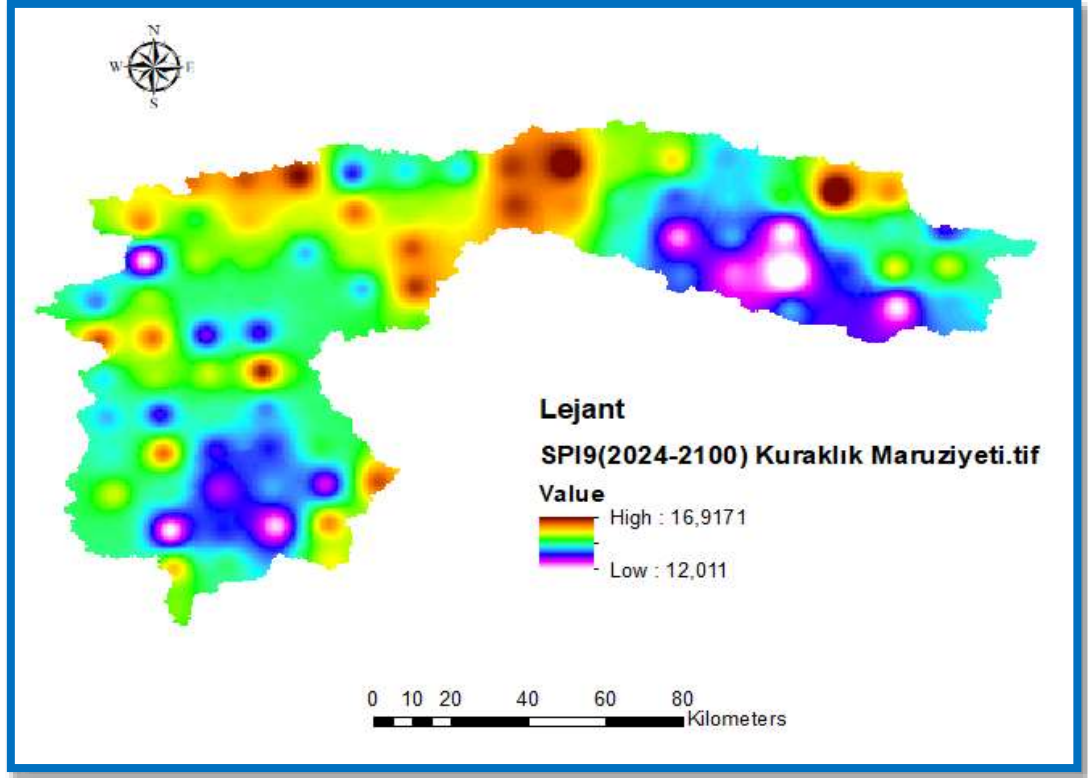 N
W E
S
Lejant
SPI9(2024-2100) Kuraklık Maruziyeti.tif
Value
High : 16,9171
Low : 12,011
0 10 20 40 60 80
Kilometers